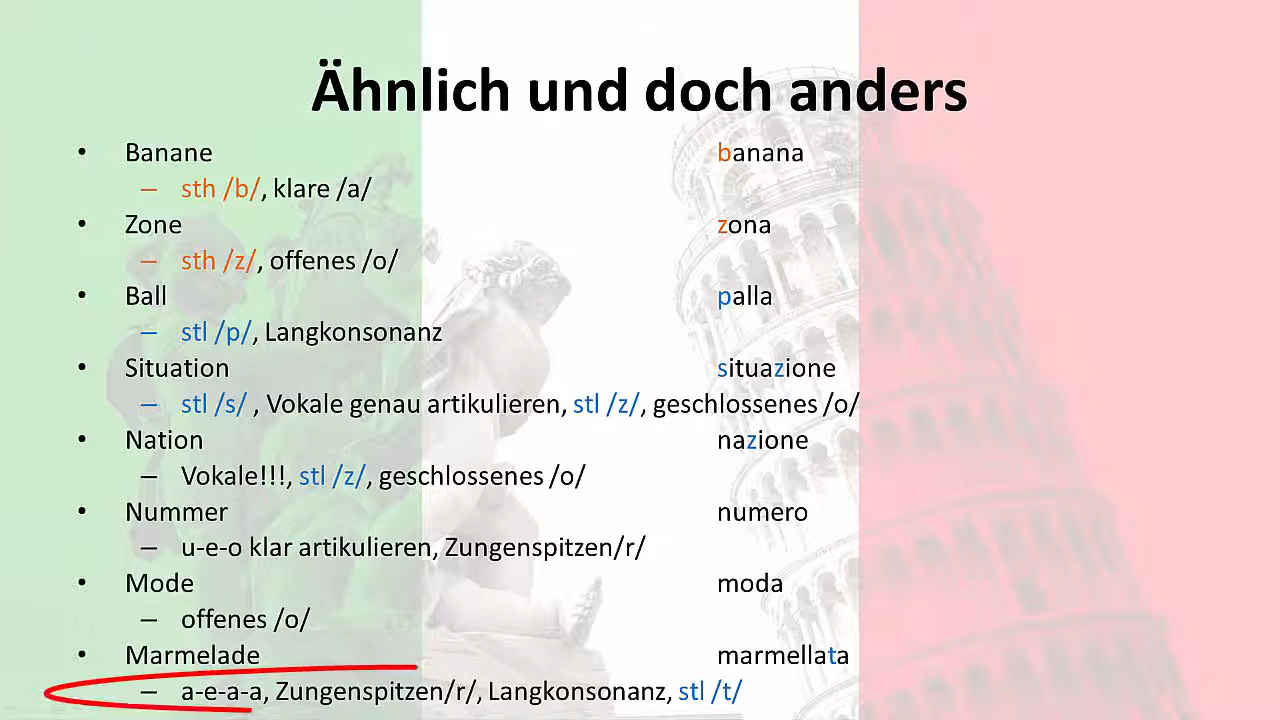 Ähnlich und doch anders
• Banane banana
– sth /b/, klare /a/
• Zone zona
– sth /z/, offenes /o/
• Ball palla
– stl /p/, Langkonsonanz
• Situation situazione
– stl /s/ , Vokale genau artikulieren, stl /z/, geschlossenes /o/
• Nation nazione
– Vokale!!!, stl /z/, geschlossenes /o/
• Nummer numero
– u-e-o klar artikulieren, Zungenspitzen/r/
• Mode moda
– offenes /o/
• Marmelade marmellata
– a-e-a-a, Zungenspitzen/r/, Langkonsonanz, stl /t/